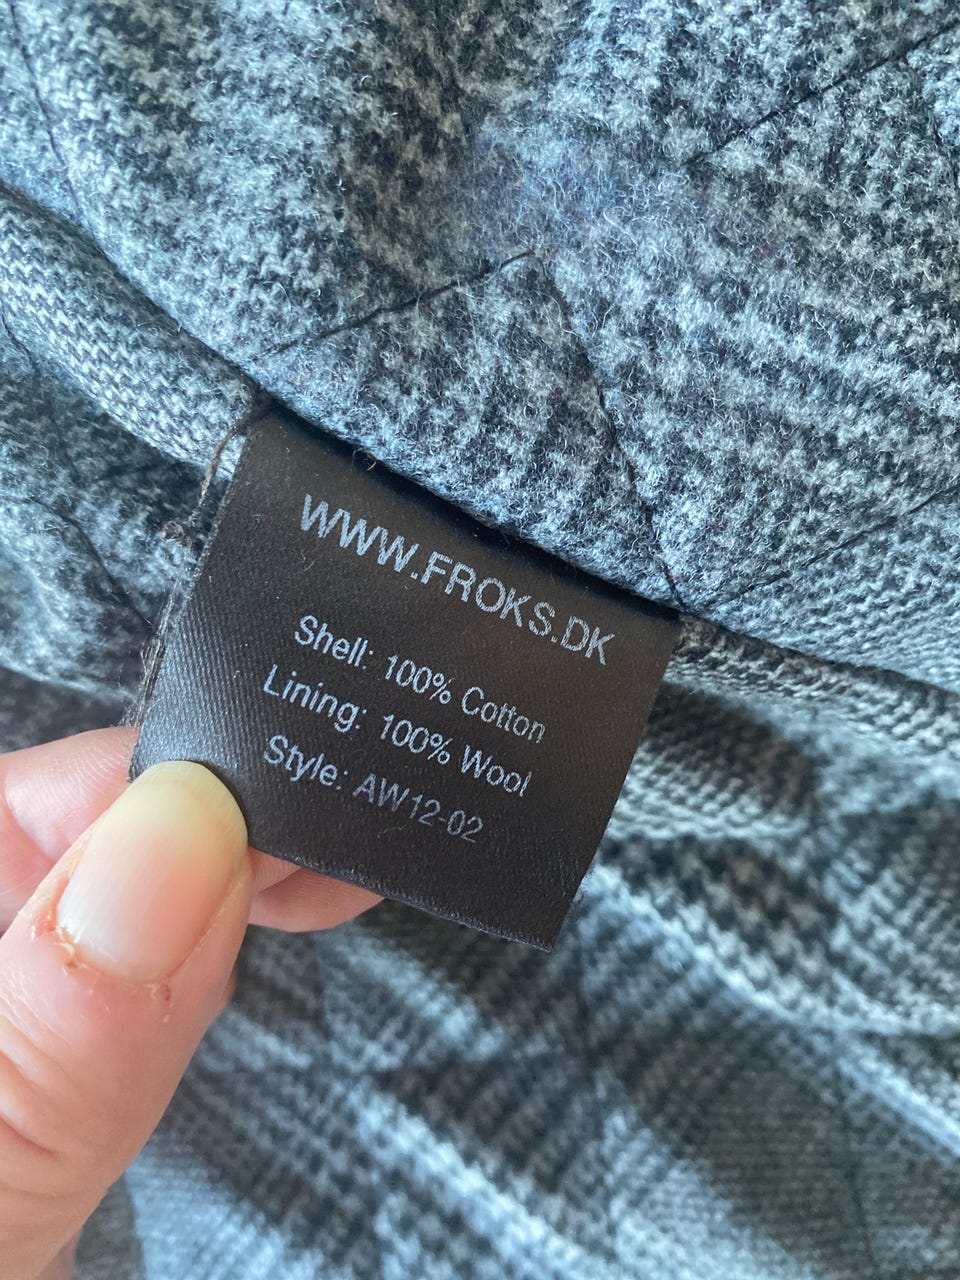 WWW.FROKS.DK
Shell: 100% Cotton
Lining: 100% Wool
Style: AW12-02